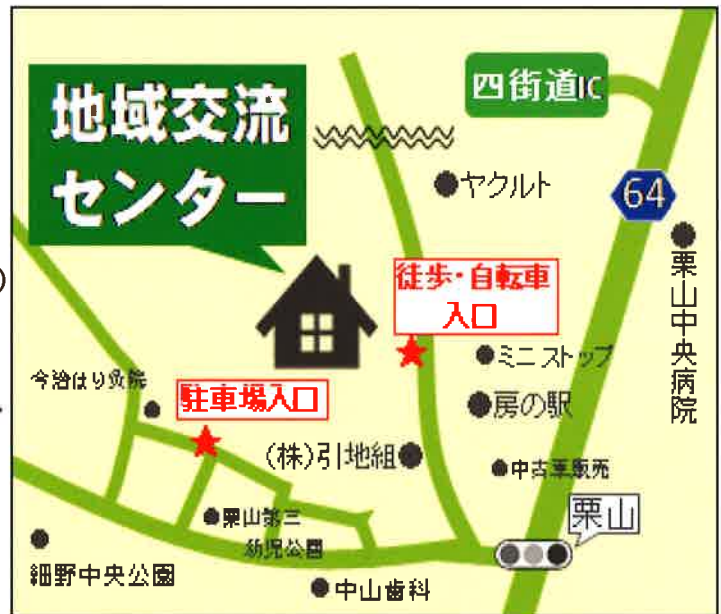 地域交流
センター
四街道IC
ヤクルト
64
栗山中央病院
徒歩・自転車
入口
ミニストップ
今治はり灸院
駐車場入口
房の駅
(株)引地組
中古車販売
栗山
栗山第三
幼児公園
細野中央公園
中山歯科